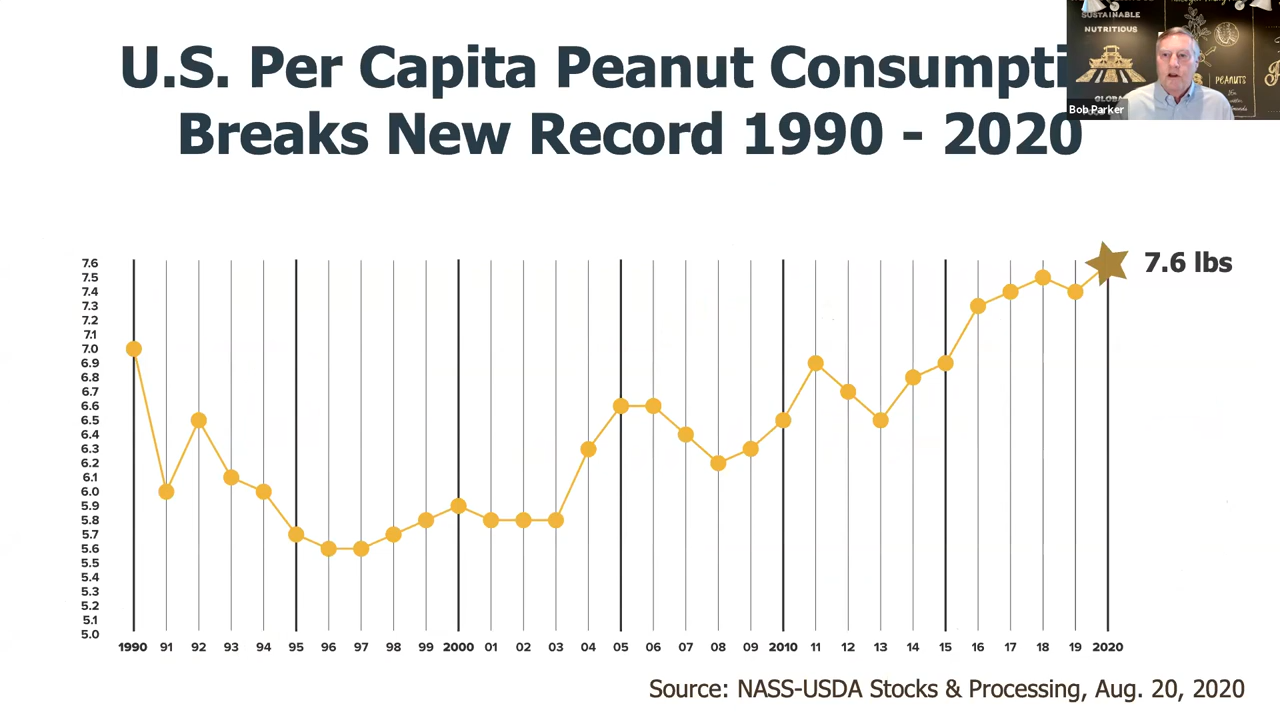 U.S. Per Capita Peanut Consumpti
Breaks New Record 1990 - 2020
SUSTAINABLE
NUTRITIOUS
PEANUTS
GLOBA
Bob Parker
7.6 lbs
7.6
7.5
7.4
7.3
7.2
7.1
7.0
6.9
6.8
6.7
6.6
6.5
6.4
6.3
6.2
6.1
6.0
5.9
5.8
5.7
5.6
5.5
5.4
5.3
5.2
5.1
5.0
1990 91 92 93 94 95 96 97 98 99 2000 01 02 03 04 05 06 07 08 09 2010 11 12 13 14 15 16 17 18 19 2020
Source: NASS-USDA Stocks & Processing, Aug. 20, 2020